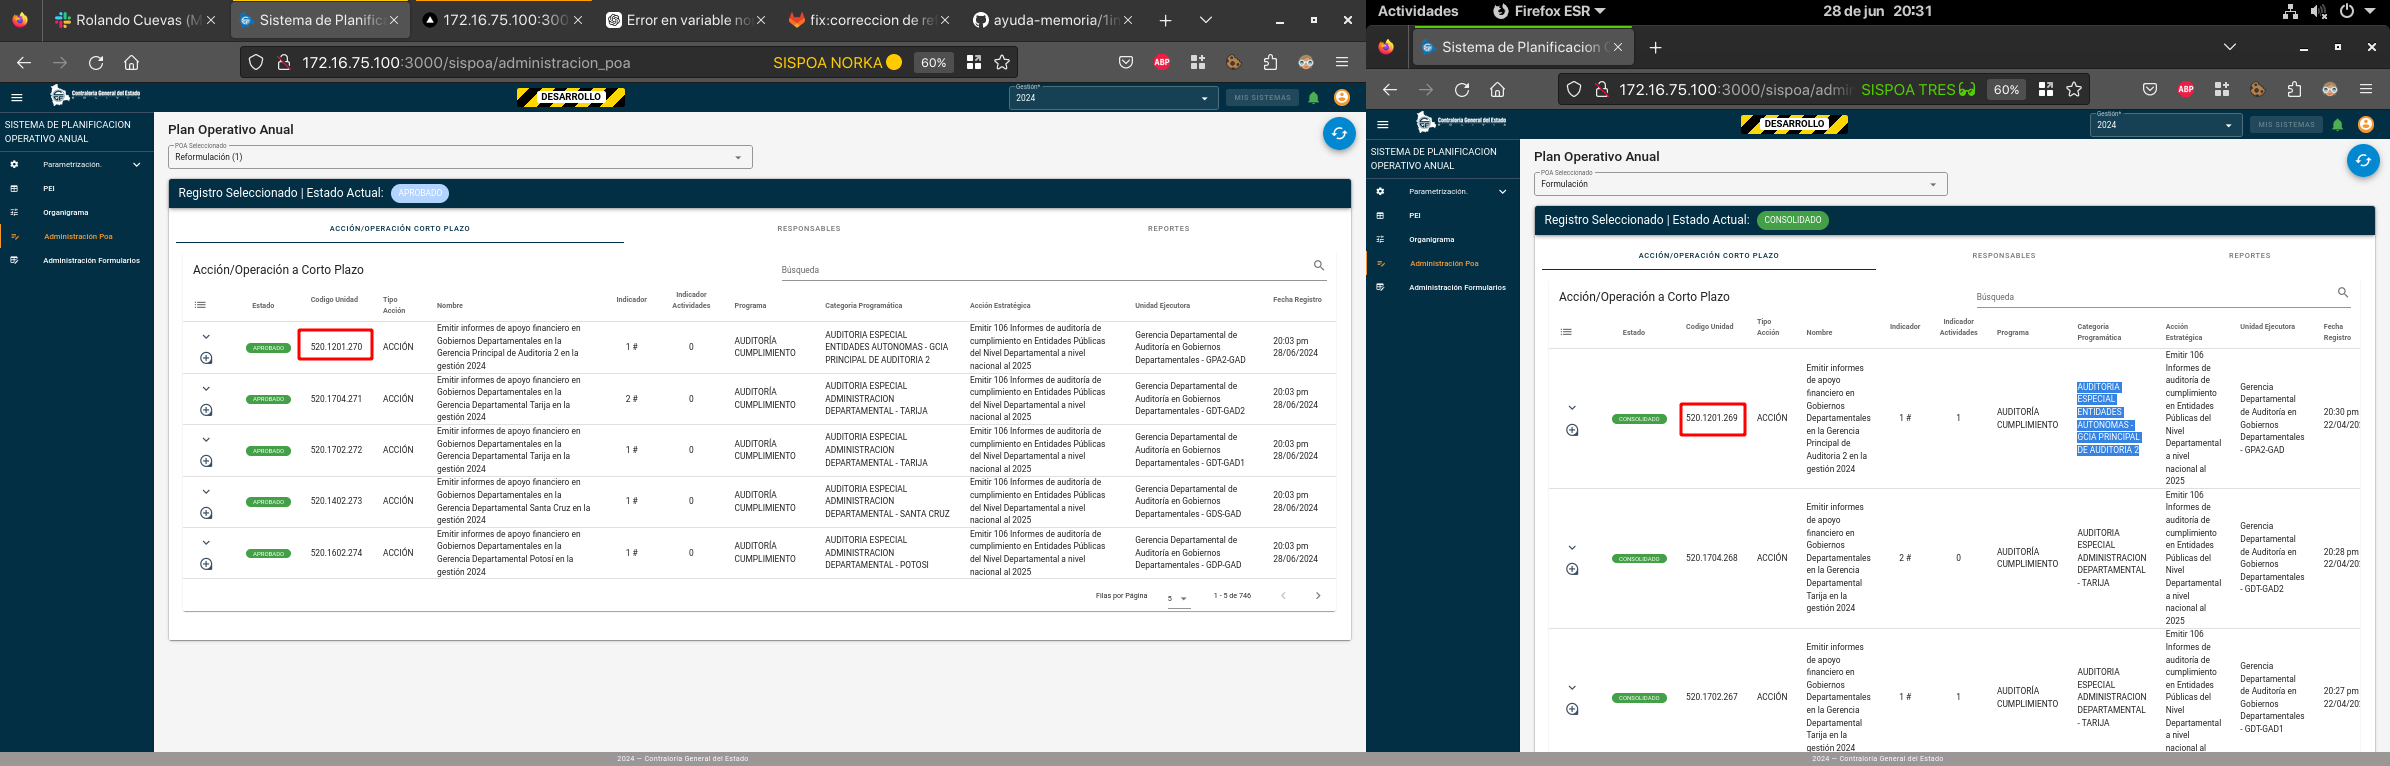 Rolando Cuevas (M
Sistema de Planific
172.16.75.100:300
Error en variable no
fix:correccion de re
ayuda-memoria/1in
172.16.75.100:3000/sispoa/administracion_poa
SISPOA NORKA
60%
ABP
Contraloría General del Estado
DESARROLLO
Gestión*
2024
MIS SISTEMAS
SISTEMA DE PLANIFICACION
OPERATIVO ANUAL
Parametrización.
PEI
Organigrama
Administración Poa
Administración Formularios
Plan Operativo Anual
POA Seleccionado
Reformulación (1)
Registro Seleccionado | Estado Actual: APROBADO
ACCIÓN/OPERACIÓN CORTO PLAZO
RESPONSABLES
REPORTES
Acción/Operación a Corto Plazo
Búsqueda
Estado
Codigo Unidad
Tipo
Acción
Nombre
Indicador
Indicador
Actividades
Programa
Categoría Programática
Acción Estratégica
Unidad Ejecutora
Fecha Registro
APROBADO
520.1201.270
ACCIÓN
Emitir informes de apoyo financiero en
Gobiernos Departamentales en la
Gerencia Principal de Auditoria 2 en la
gestión 2024
1 #
0
AUDITORÍA
CUMPLIMIENTO
AUDITORIA ESPECIAL
ENTIDADES AUTONOMAS - GCIA
PRINCIPAL DE AUDITORIA 2
Emitir 106 Informes de auditoría de
cumplimiento en Entidades Públicas
del Nivel Departamental a nivel
nacional al 2025
Gerencia Departamental de
Auditoría en Gobiernos
Departamentales - GPA2-GAD
20:03 pm
28/06/2024
APROBADO
520.1704.271
ACCIÓN
Emitir informes de apoyo financiero en
Gobiernos Departamentales en la
Gerencia Departamental Tarija en la
gestión 2024
2 #
0
AUDITORÍA
CUMPLIMIENTO
AUDITORIA ESPECIAL
ADMINISTRACION
DEPARTAMENTAL - TARIJA
Emitir 106 Informes de auditoría de
cumplimiento en Entidades Públicas
del Nivel Departamental a nivel
nacional al 2025
Gerencia Departamental de
Auditoría en Gobiernos
Departamentales - GDT-GAD2
20:03 pm
28/06/2024
APROBADO
520.1702.272
ACCIÓN
Emitir informes de apoyo financiero en
Gobiernos Departamentales en la
Gerencia Departamental Tarija en la
gestión 2024
1 #
0
AUDITORÍA
CUMPLIMIENTO
AUDITORIA ESPECIAL
ADMINISTRACION
DEPARTAMENTAL - TARIJA
Emitir 106 Informes de auditoría de
cumplimiento en Entidades Públicas
del Nivel Departamental a nivel
nacional al 2025
Gerencia Departamental de
Auditoría en Gobiernos
Departamentales - GDT-GAD1
20:03 pm
28/06/2024
APROBADO
520.1402.273
ACCIÓN
Emitir informes de apoyo financiero en
Gobiernos Departamentales en la
Gerencia Departamental Santa Cruz en la
gestión 2024
1 #
0
AUDITORÍA
CUMPLIMIENTO
AUDITORIA ESPECIAL
ADMINISTRACION
DEPARTAMENTAL - SANTA CRUZ
Emitir 106 Informes de auditoría de
cumplimiento en Entidades Públicas
del Nivel Departamental a nivel
nacional al 2025
Gerencia Departamental de
Auditoría en Gobiernos
Departamentales - GDS-GAD
20:03 pm
28/06/2024
APROBADO
520.1602.274
ACCIÓN
Emitir informes de apoyo financiero en
Gobiernos Departamentales en la
Gerencia Departamental Potosí en la
gestión 2024
1 #
0
AUDITORÍA
CUMPLIMIENTO
AUDITORIA ESPECIAL
ADMINISTRACION
DEPARTAMENTAL - POTOSI
Emitir 106 Informes de auditoría de
cumplimiento en Entidades Públicas
del Nivel Departamental a nivel
nacional al 2025
Gerencia Departamental de
Auditoría en Gobiernos
Departamentales - GDP-GAD
20:03 pm
28/06/2024
Filas por Página
5
1 - 5 de 746
2024 — Contraloría General del Estado
Actividades
Firefox ESR
28 de jun 20:31
Sistema de Planificacion O
172.16.75.100:3000/sispoa/admin
SISPOA TRES
60%
ABP
Contraloría General del Estado
DESARROLLO
Gestión*
2024
MIS SISTEMAS
SISTEMA DE PLANIFICACION
OPERATIVO ANUAL
Parametrización.
PEI
Organigrama
Administración Poa
Administración Formularios
Plan Operativo Anual
POA Seleccionado
Formulación
Registro Seleccionado | Estado Actual: CONSOLIDADO
ACCIÓN/OPERACIÓN CORTO PLAZO
RESPONSABLES
REPORTES
Acción/Operación a Corto Plazo
Búsqueda
Estado
Codigo Unidad
Tipo
Acción
Nombre
Indicador
Indicador
Actividades
Programa
Categoría
Programática
Acción
Estratégica
Unidad Ejecutora
Fecha
Registro
CONSOLIDADO
520.1201.269
ACCIÓN
Emitir informes
de apoyo
financiero en
Gobiernos
Departamentales
en la Gerencia
Principal de
Auditoria 2 en la
gestión 2024
1 #
1
AUDITORÍA
CUMPLIMIENTO
AUDITORIA
ESPECIAL
ENTIDADES
AUTONOMAS -
GCIA PRINCIPAL
DE AUDITORIA 2
Emitir 106
Informes de
auditoría de
cumplimiento
en Entidades
Públicas del
Nivel
Departamental
a nivel
nacional al
2025
Gerencia
Departamental
de Auditoría en
Gobiernos
Departamentales
- GPA2-GAD
20:30 pm
22/04/20
CONSOLIDADO
520.1704.268
ACCIÓN
Emitir informes
de apoyo
financiero en
Gobiernos
Departamentales
en la Gerencia
Departamental
Tarija en la
gestión 2024
2 #
0
AUDITORÍA
CUMPLIMIENTO
AUDITORIA
ESPECIAL
ADMINISTRACION
DEPARTAMENTAL
- TARIJA
Emitir 106
Informes de
auditoría de
cumplimiento
en Entidades
Públicas del
Nivel
Departamental
a nivel
nacional al
2025
Gerencia
Departamental
de Auditoría en
Gobiernos
Departamentales
- GDT-GAD2
20:28 pm
22/04/20
CONSOLIDADO
520.1702.267
ACCIÓN
Emitir informes
de apoyo
financiero en
Gobiernos
Departamentales
en la Gerencia
Departamental
Tarija en la
gestión 2024
1 #
1
AUDITORÍA
CUMPLIMIENTO
AUDITORIA
ESPECIAL
ADMINISTRACION
DEPARTAMENTAL
- TARIJA
Emitir 106
Informes de
auditoría de
cumplimiento
en Entidades
Públicas del
Nivel
Departamental
a nivel
nacional al
Gerencia
Departamental
de Auditoría en
Gobiernos
Departamentales
- GDT-GAD1
20:27 pm
22/04/20
2024 — Contraloría General del Estado